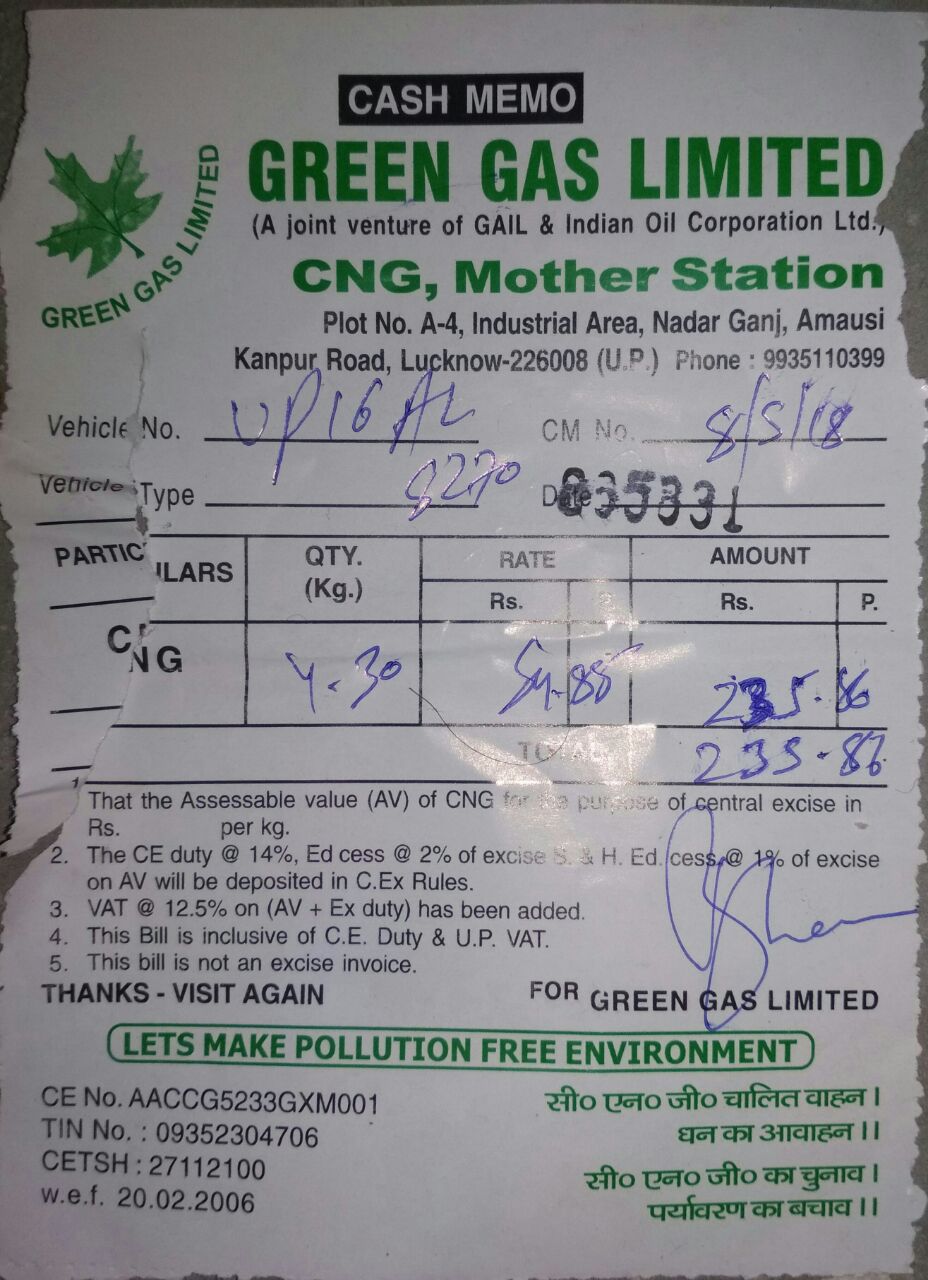 CASH MEMO
GREEN GAS LIMITED
GREEN GAS LIMITED
(A joint venture of GAIL & Indian Oil Corporation Ltd.)
CNG, Mother Station
Plot No. A-4, Industrial Area, Nadar Ganj, Amausi
Kanpur Road, Lucknow-226008 (U.P.) Phone : 9935110399
Vehicle No. UP16 AL CM No. 8/5/18
Vehicle Type 8270 Date 035331
PARTICULARS QTY. (Kg.) RATE AMOUNT
Rs. Rs. P.
CNG 4.30 54.85 235.86
TOTAL 235.86
1. That the Assessable value (AV) of CNG for the purpose of central excise in
Rs. per kg.
2. The CE duty @ 14%, Ed cess @ 2% of excise S. & H. Ed. cess @ 1% of excise
on AV will be deposited in C.Ex Rules.
3. VAT @ 12.5% on (AV + Ex duty) has been added.
4. This Bill is inclusive of C.E. Duty & U.P. VAT.
5. This bill is not an excise invoice.
THANKS - VISIT AGAIN FOR GREEN GAS LIMITED
LETS MAKE POLLUTION FREE ENVIRONMENT
CE No. AACCG5233GXM001
TIN No. : 09352304706
CETSH : 27112100
w.e.f. 20.02.2006
सी० एन० जी० चालित वाहन ।
धन का आवाहन ।।
सी० एन० जी० का चुनाव ।
पर्यावरण का बचाव ।।